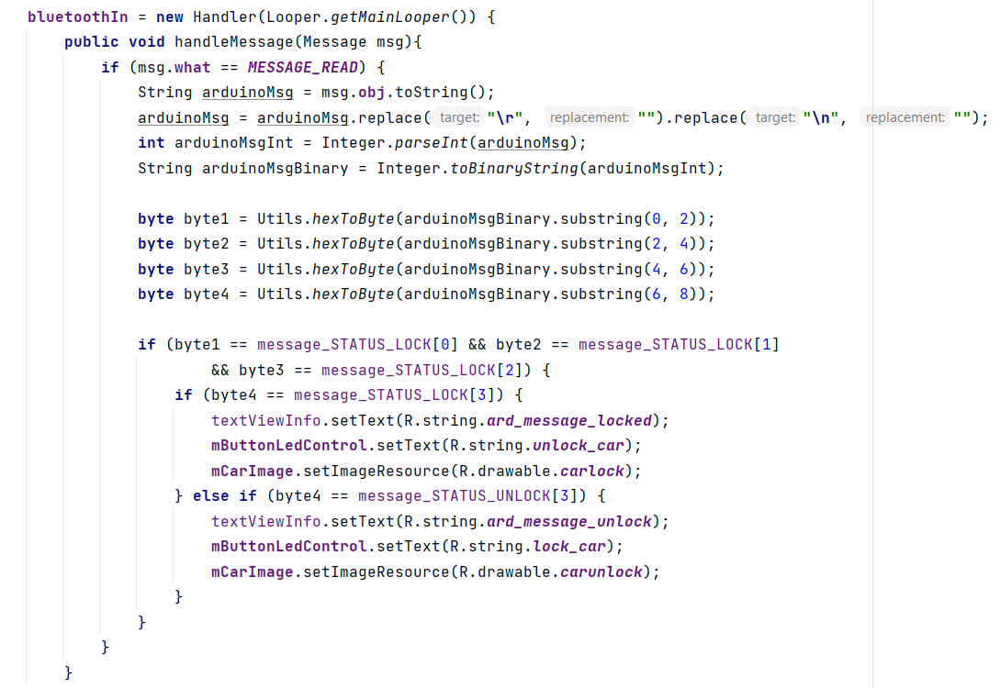 bluetoothIn = new Handler(Looper.getMainLooper()) {
    public void handleMessage(Message msg){
        if (msg.what == MESSAGE_READ) {
            String arduinoMsg = msg.obj.toString();
            arduinoMsg = arduinoMsg.replace( target: "\r", replacement: "").replace( target: "\n", replacement: "");
            int arduinoMsgInt = Integer.parseInt(arduinoMsg);
            String arduinoMsgBinary = Integer.toBinaryString(arduinoMsgInt);

            byte byte1 = Utils.hexToByte(arduinoMsgBinary.substring(0, 2));
            byte byte2 = Utils.hexToByte(arduinoMsgBinary.substring(2, 4));
            byte byte3 = Utils.hexToByte(arduinoMsgBinary.substring(4, 6));
            byte byte4 = Utils.hexToByte(arduinoMsgBinary.substring(6, 8));

            if (byte1 == message_STATUS_LOCK[0] && byte2 == message_STATUS_LOCK[1]
                    && byte3 == message_STATUS_LOCK[2]) {
                if (byte4 == message_STATUS_LOCK[3]) {
                    textViewInfo.setText(R.string.ard_message_locked);
                    mButtonLedControl.setText(R.string.unlock_car);
                    mCarImage.setImageResource(R.drawable.carlock);
                } else if (byte4 == message_STATUS_UNLOCK[3]) {
                    textViewInfo.setText(R.string.ard_message_unlock);
                    mButtonLedControl.setText(R.string.lock_car);
                    mCarImage.setImageResource(R.drawable.carunlock);
                }
            }
        }
    }